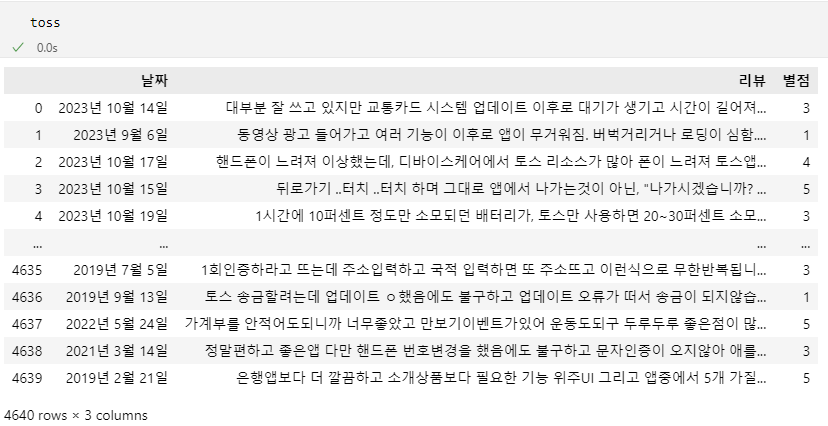 toss
0.0s
날짜 리뷰 별점
0 2023년 10월 14일 대부분 잘 쓰고 있지만 교통카드 시스템 업데이트 이후로 대기가 생기고 시간이 길어져... 3
1 2023년 9월 6일 동영상 광고 들어가고 여러 기능이 이후로 앱이 무거워짐. 버벅거리거나 로딩이 심함.... 1
2 2023년 10월 17일 핸드폰이 느려져 이상했는데, 디바이스케어에서 토스 리소스가 많아 폰이 느려져 토스앱... 4
3 2023년 10월 15일 뒤로가기 ..터치 ..터치 하며 그대로 앱에서 나가는것이 아닌, "나가시겠습니까? ... 5
4 2023년 10월 19일 1시간에 10퍼센트 정도만 소모되던 배터리가, 토스만 사용하면 20~30퍼센트 소모... 3
... ... ... ...
4635 2019년 7월 5일 1회인증하라고 뜨는데 주소입력하고 국적 입력하면 또 주소뜨고 이런식으로 무한반복됩니... 3
4636 2019년 9월 13일 토스 송금할려는데 업데이트 ㅇ했음에도 불구하고 업데이트 오류가 떠서 송금이 되지않습... 1
4637 2022년 5월 24일 가계부를 안적어도되니까 너무좋았고 만보기이벤트가있어 운동도되구 두루두루 좋은점이 많... 5
4638 2021년 3월 14일 정말편하고 좋은앱 다만 핸드폰 번호변경을 했음에도 불구하고 문자인증이 오지않아 애를... 3
4639 2019년 2월 21일 은행앱보다 더 깔끔하고 소개상품보다 필요한 기능 위주UI 그리고 앱중에서 5개 가질... 5
4640 rows × 3 columns